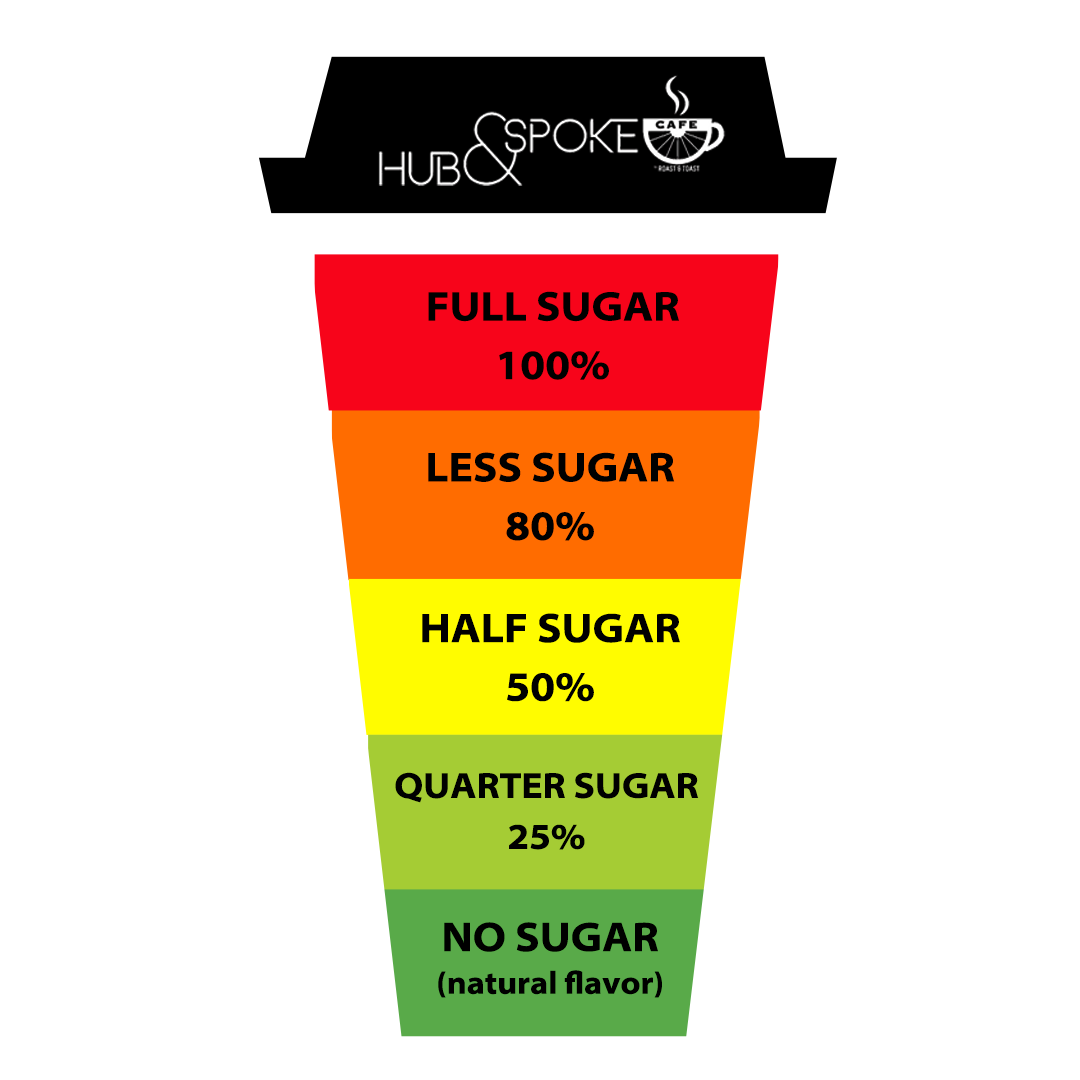 HUB & SPOKE
CAFE
by ROAST & TOAST
FULL SUGAR
100%
LESS SUGAR
80%
HALF SUGAR
50%
QUARTER SUGAR
25%
NO SUGAR
(natural flavor)